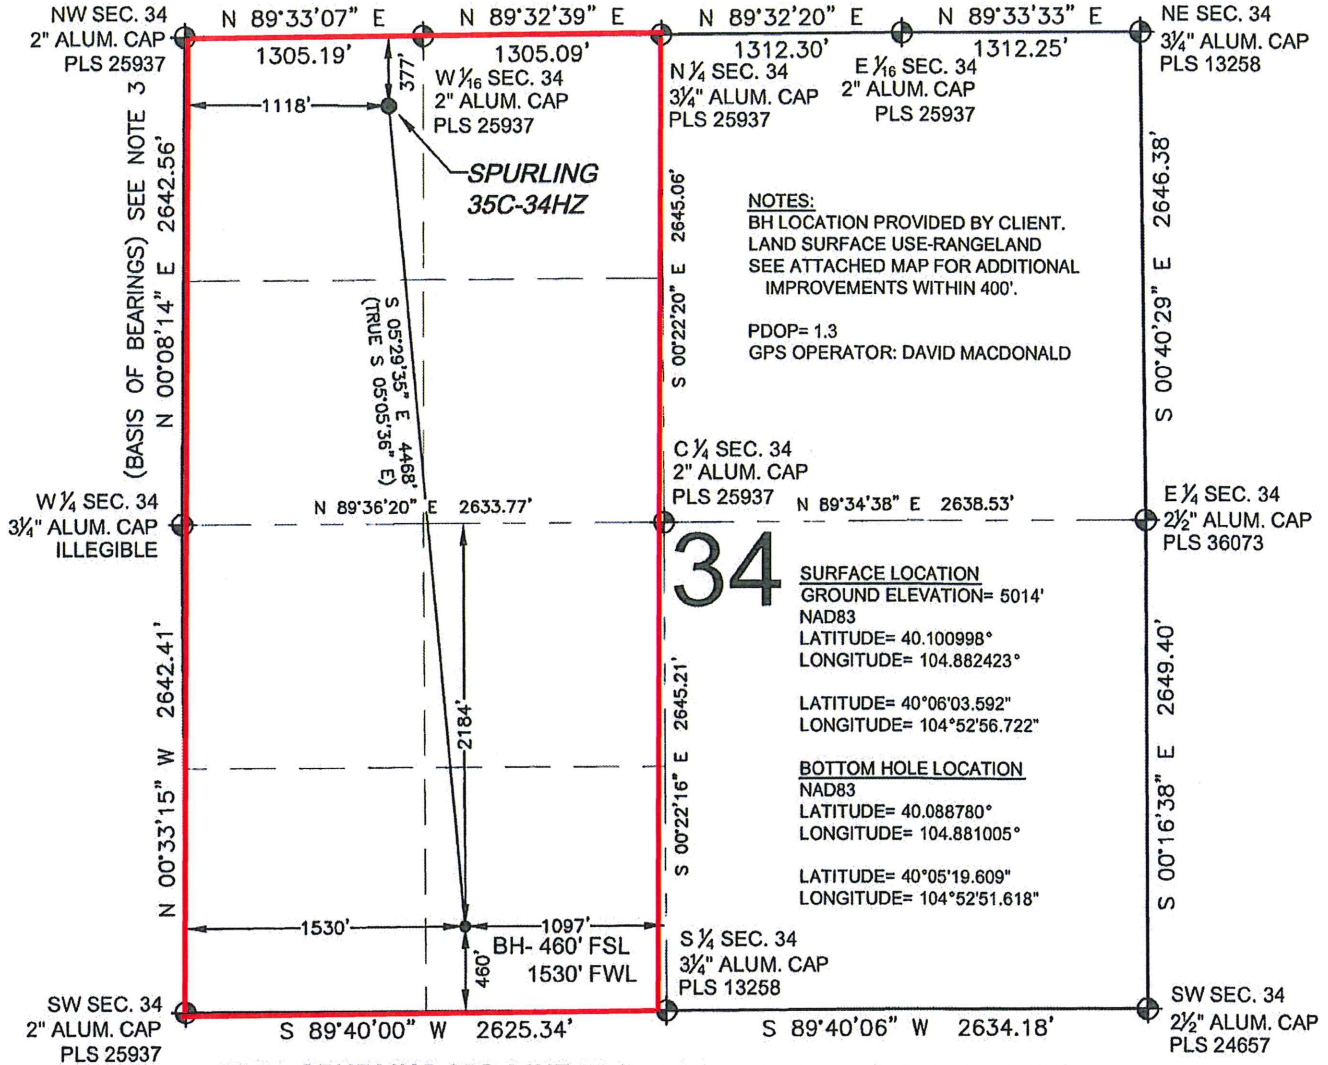 NW SEC. 34
2" ALUM. CAP
PLS 25937
N 89°33'07" E
1305.19'
N 89°32'39" E
1305.09'
N 89°32'20" E
1312.30'
N 89°33'33" E
1312.25'
NE SEC. 34
3¼" ALUM. CAP
PLS 13258
W 1/16 SEC. 34
2" ALUM. CAP
PLS 25937
N ¼ SEC. 34
3¼" ALUM. CAP
PLS 25937
E 1/16 SEC. 34
2" ALUM. CAP
PLS 25937
377'
1118'
SPURLING
35C-34HZ
(BASIS OF BEARINGS) SEE NOTE 3
N 00°08'14" E 2642.56'
S 00°22'20" E 2645.06'
S 00°40'29" E 2646.38'
NOTES:
BH LOCATION PROVIDED BY CLIENT.
LAND SURFACE USE-RANGELAND
SEE ATTACHED MAP FOR ADDITIONAL
IMPROVEMENTS WITHIN 400'.
PDOP= 1.3
GPS OPERATOR: DAVID MACDONALD
S 05°29'35" E 4468'
(TRUE S 05°05'36" E)
W ¼ SEC. 34
3¼" ALUM. CAP
ILLEGIBLE
N 89°36'20" E 2633.77'
C ¼ SEC. 34
2" ALUM. CAP
PLS 25937
N 89°34'38" E 2638.53'
E ¼ SEC. 34
2½" ALUM. CAP
PLS 36073
34
SURFACE LOCATION
GROUND ELEVATION= 5014'
NAD83
LATITUDE= 40.100998°
LONGITUDE= 104.882423°
LATITUDE= 40°06'03.592"
LONGITUDE= 104°52'56.722"
BOTTOM HOLE LOCATION
NAD83
LATITUDE= 40.088780°
LONGITUDE= 104.881005°
LATITUDE= 40°05'19.609"
LONGITUDE= 104°52'51.618"
N 00°33'15" W 2642.41'
2184'
S 00°22'16" E 2645.21'
S 00°16'38" E 2649.40'
1530'
1097'
BH- 460' FSL
1530' FWL
460'
SW SEC. 34
2" ALUM. CAP
PLS 25937
S 89°40'00" W 2625.34'
S ¼ SEC. 34
3¼" ALUM. CAP
PLS 13258
S 89°40'06" W 2634.18'
SW SEC. 34
2½" ALUM. CAP
PLS 24657